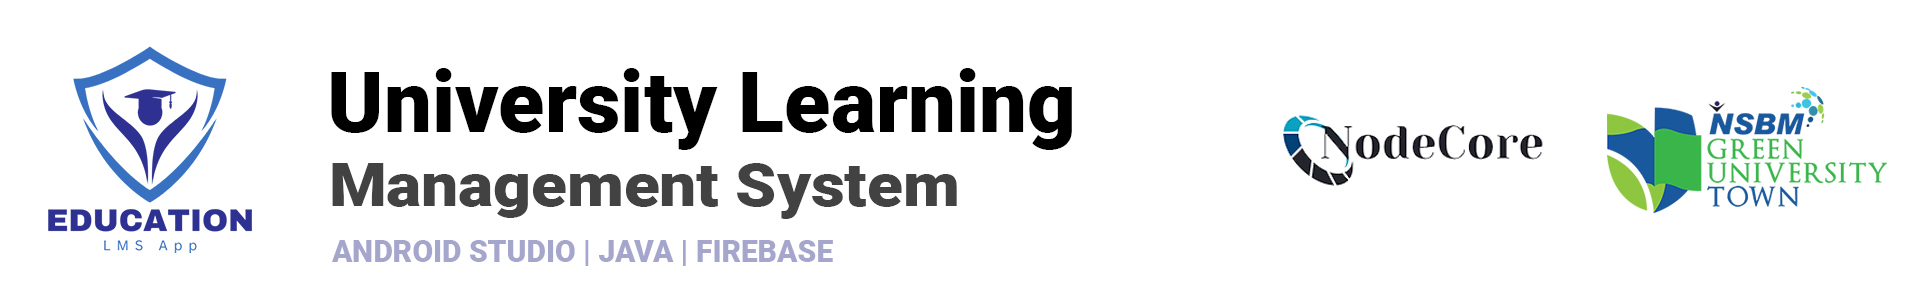 EDUCATION
LMS App
University Learning
Management System
ANDROID STUDIO | JAVA | FIREBASE
NodeCore
NSBM
GREEN
UNIVERSITY
TOWN